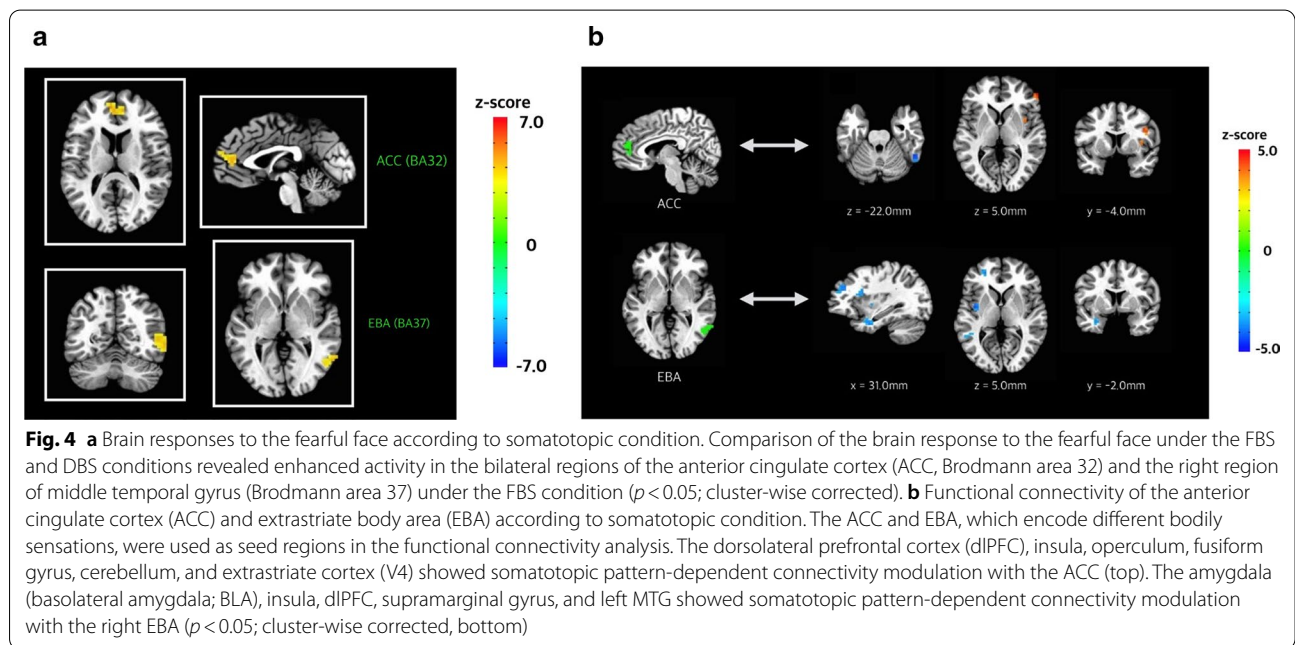 a
z-score
7.0
0
-7.0
ACC (BA32)
EBA (BA37)
b
ACC
z = -22.0mm
z = 5.0mm
y = -4.0mm
EBA
x = 31.0mm
z = 5.0mm
y = -2.0mm
z-score
5.0
0
-5.0
Fig. 4 a Brain responses to the fearful face according to somatotopic condition. Comparison of the brain response to the fearful face under the FBS
and DBS conditions revealed enhanced activity in the bilateral regions of the anterior cingulate cortex (ACC, Brodmann area 32) and the right region
of middle temporal gyrus (Brodmann area 37) under the FBS condition (p < 0.05; cluster-wise corrected). b Functional connectivity of the anterior
cingulate cortex (ACC) and extrastriate body area (EBA) according to somatotopic condition. The ACC and EBA, which encode different bodily
sensations, were used as seed regions in the functional connectivity analysis. The dorsolateral prefrontal cortex (dlPFC), insula, operculum, fusiform
gyrus, cerebellum, and extrastriate cortex (V4) showed somatotopic pattern-dependent connectivity modulation with the ACC (top). The amygdala
(basolateral amygdala; BLA), insula, dlPFC, supramarginal gyrus, and left MTG showed somatotopic pattern-dependent connectivity modulation
with the right EBA (p < 0.05; cluster-wise corrected, bottom)